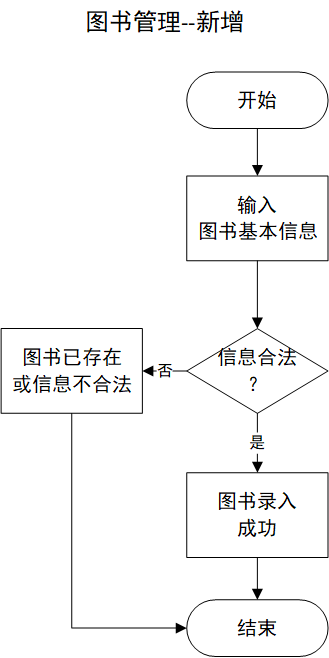 图书管理--新增
开始
输入
图书基本信息
信息合法
？
否
图书已存在
或信息不合法
是
图书录入
成功
结束